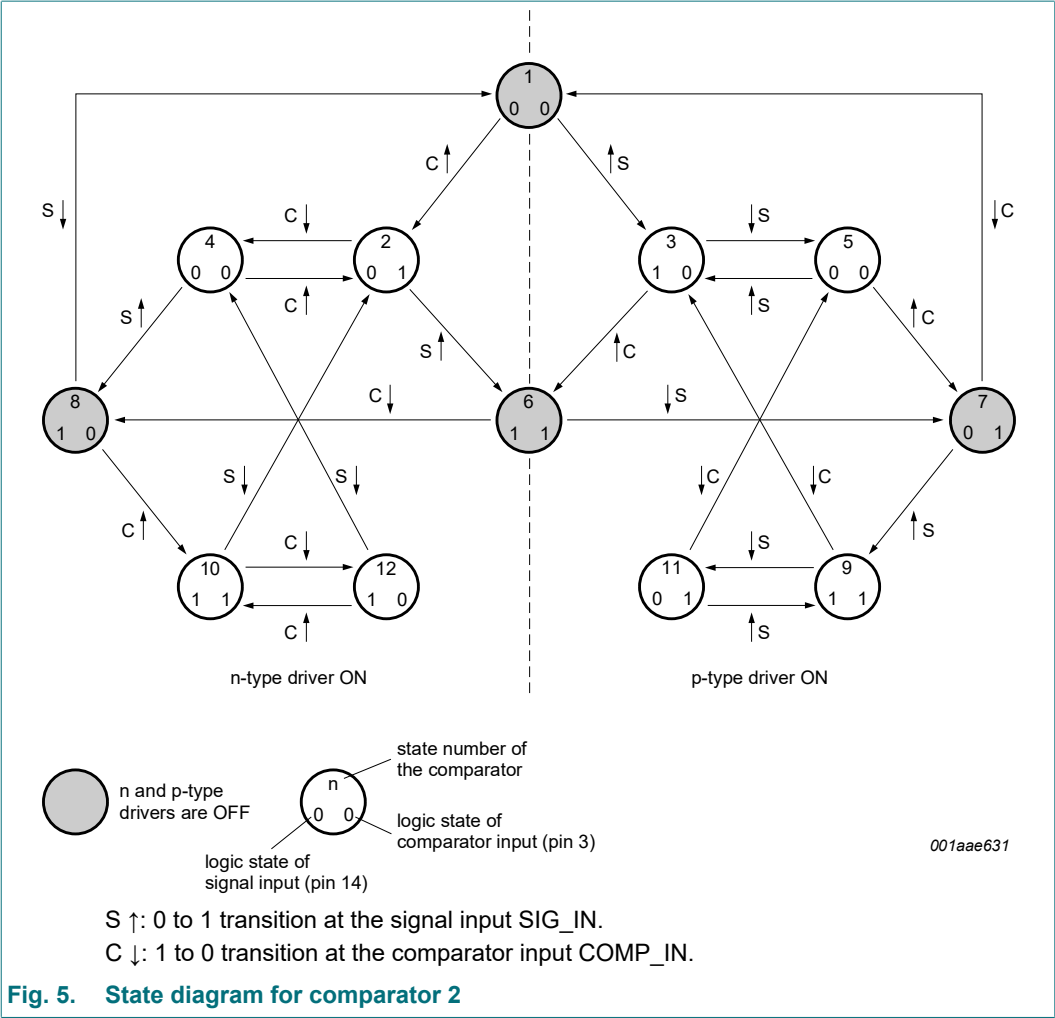 1
0 0
C ↑
↑ S
S ↓
↓ C
C ↓
↓ S
4
0 0
2
0 1
3
1 0
5
0 0
C ↑
↑ S
S ↑
S ↑
↑ C
↑ C
8
1 0
C ↓
6
1 1
↓ S
7
0 1
S ↓
S ↓
↓ C
↓ C
C ↑
↑ S
C ↓
↓ S
10
1 1
12
1 0
11
0 1
9
1 1
C ↑
↑ S
n-type driver ON
p-type driver ON
state number of
the comparator
n
0 0
n and p-type
drivers are OFF
logic state of
comparator input (pin 3)
logic state of
signal input (pin 14)
001aae631
S ↑: 0 to 1 transition at the signal input SIG_IN.
C ↓: 1 to 0 transition at the comparator input COMP_IN.
Fig. 5. State diagram for comparator 2